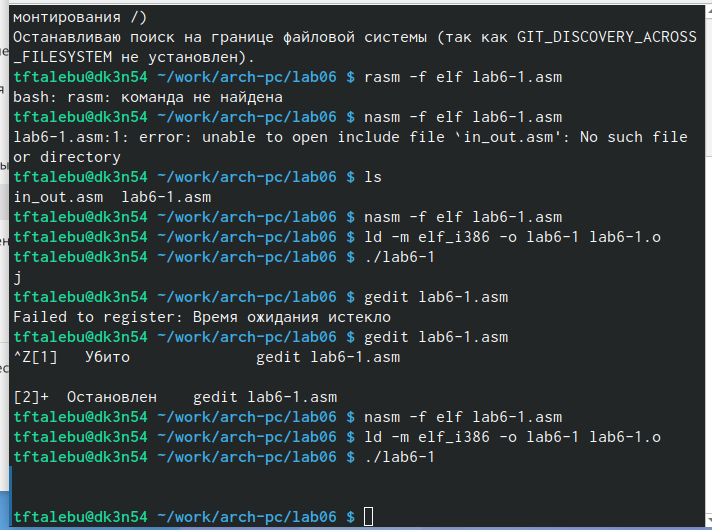 монтирования /)
Останавливаю поиск на границе файловой системы (так как GIT_DISCOVERY_ACROSS
_FILESYSTEM не установлен).
tftalebu@dk3n54 ~/work/arch-pc/lab06 $ rasm -f elf lab6-1.asm
bash: rasm: команда не найдена
tftalebu@dk3n54 ~/work/arch-pc/lab06 $ nasm -f elf lab6-1.asm
lab6-1.asm:1: error: unable to open include file `in_out.asm': No such file
or directory
tftalebu@dk3n54 ~/work/arch-pc/lab06 $ ls
in_out.asm  lab6-1.asm
tftalebu@dk3n54 ~/work/arch-pc/lab06 $ nasm -f elf lab6-1.asm
tftalebu@dk3n54 ~/work/arch-pc/lab06 $ ld -m elf_i386 -o lab6-1 lab6-1.o
tftalebu@dk3n54 ~/work/arch-pc/lab06 $ ./lab6-1
j
tftalebu@dk3n54 ~/work/arch-pc/lab06 $ gedit lab6-1.asm
Failed to register: Время ожидания истекло
tftalebu@dk3n54 ~/work/arch-pc/lab06 $ gedit lab6-1.asm
^Z[1]   Убито              gedit lab6-1.asm
[2]+  Остановлен    gedit lab6-1.asm
tftalebu@dk3n54 ~/work/arch-pc/lab06 $ nasm -f elf lab6-1.asm
tftalebu@dk3n54 ~/work/arch-pc/lab06 $ ld -m elf_i386 -o lab6-1 lab6-1.o
tftalebu@dk3n54 ~/work/arch-pc/lab06 $ ./lab6-1
tftalebu@dk3n54 ~/work/arch-pc/lab06 $